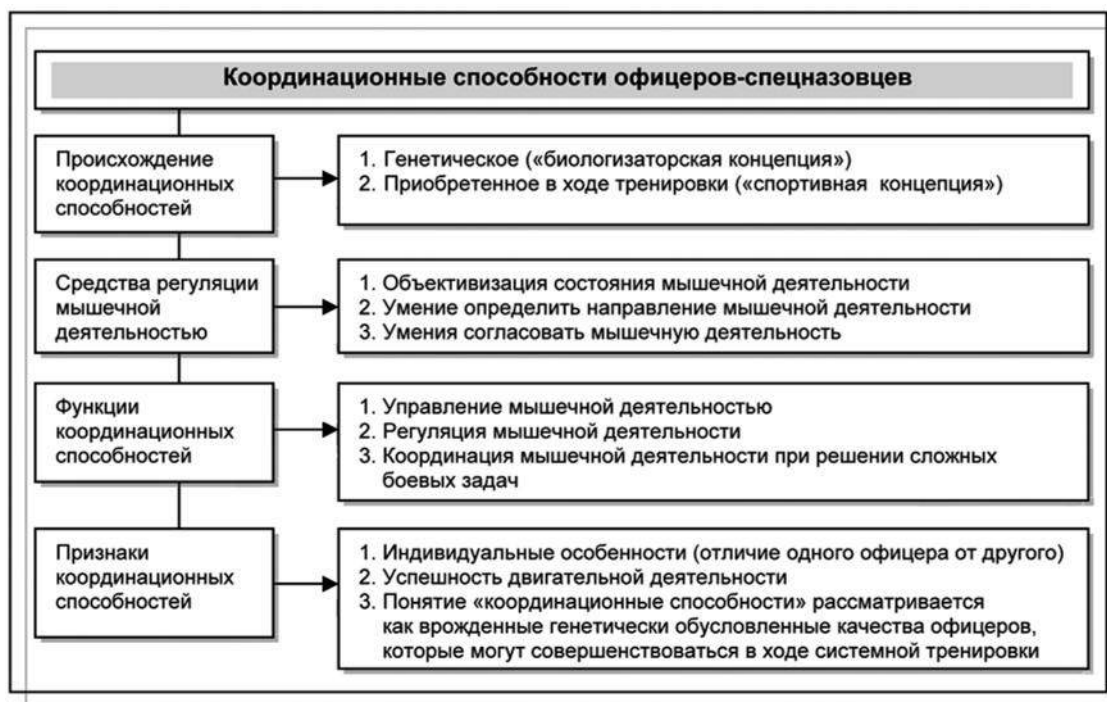 Координационные способности офицеров-спецназовцев
Происхождение
координационных
способностей
1. Генетическое («биологизаторская концепция»)
2. Приобретенное в ходе тренировки («спортивная концепция»)
Средства регуляции
мышечной
деятельностью
1. Объективизация состояния мышечной деятельности
2. Умение определить направление мышечной деятельности
3. Умения согласовать мышечную деятельность
Функции
координационных
способностей
1. Управление мышечной деятельностью
2. Регуляция мышечной деятельности
3. Координация мышечной деятельности при решении сложных
боевых задач
Признаки
координационных
способностей
1. Индивидуальные особенности (отличие одного офицера от другого)
2. Успешность двигательной деятельности
3. Понятие «координационные способности» рассматривается
как врожденные генетически обусловленные качества офицеров,
которые могут совершенствоваться в ходе системной тренировки